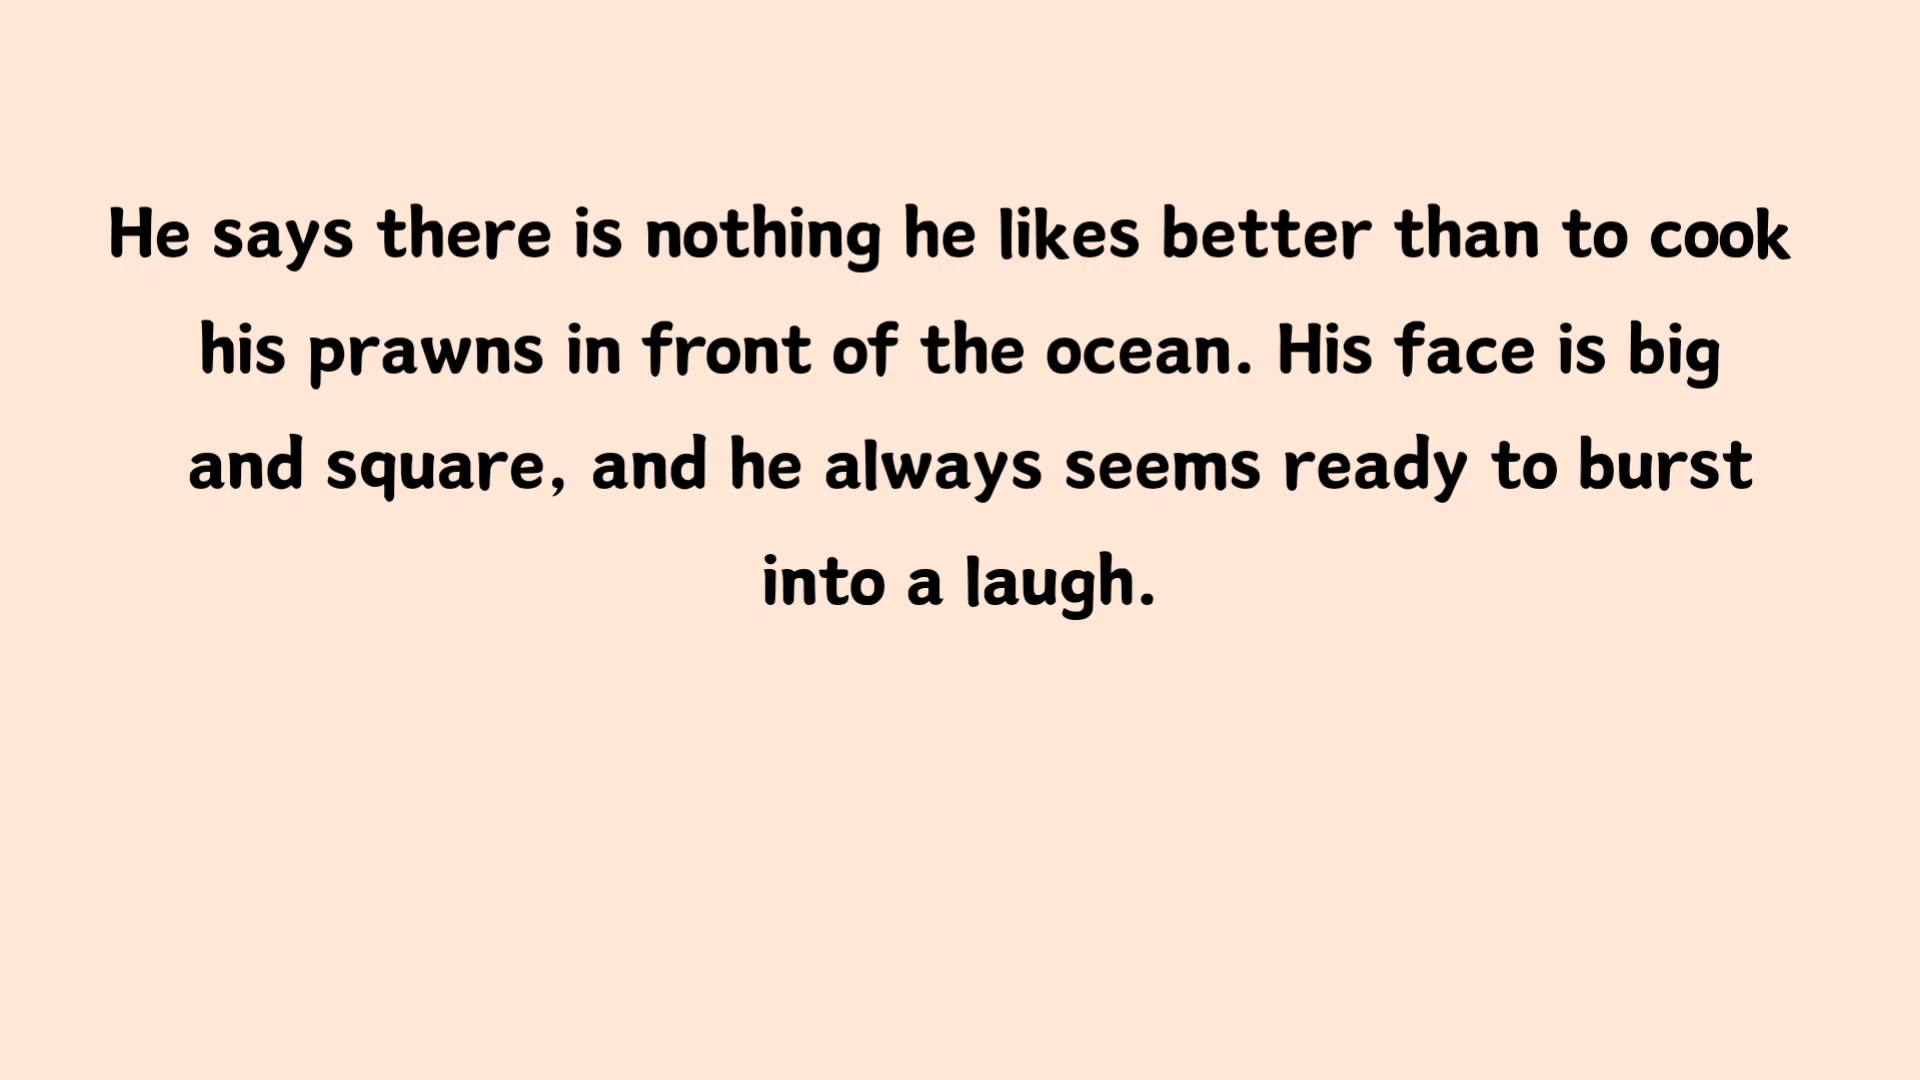 He says there is nothing he likes better than to cook
his prawns in front of the ocean. His face is big
and square, and he always seems ready to burst
into a laugh.